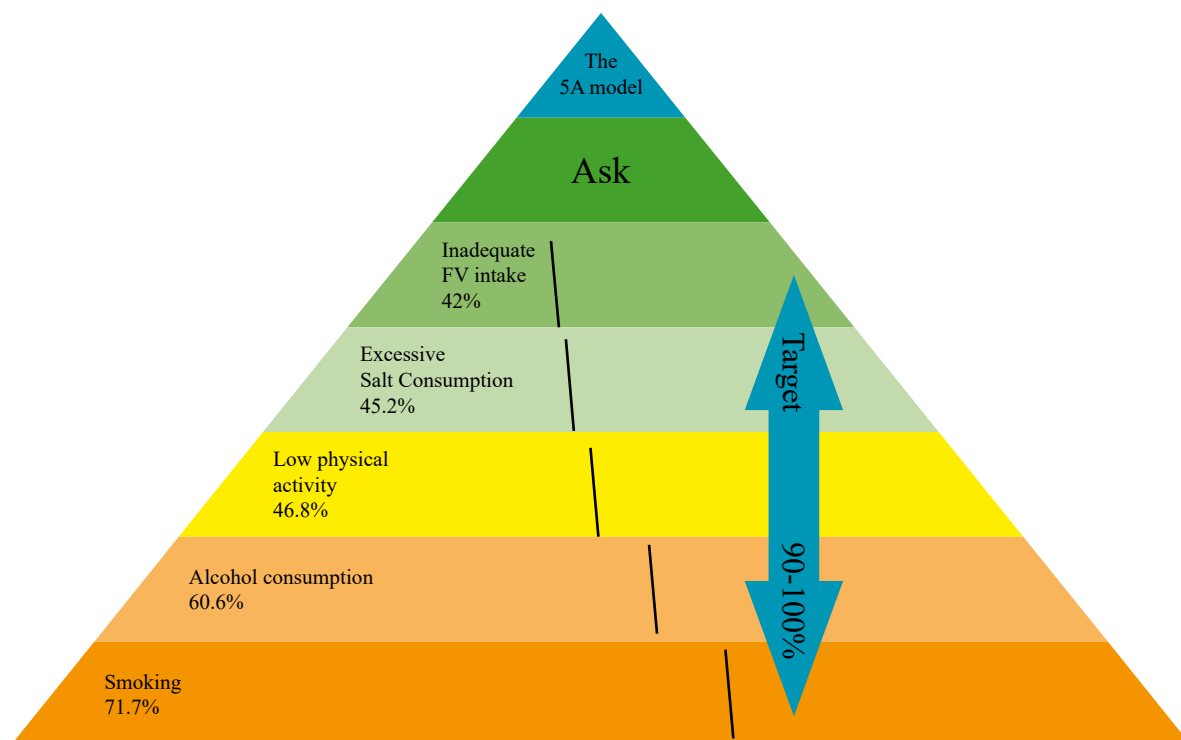 The
5A model
Ask
Inadequate
FV intake
42%
Excessive
Salt Consumption
45.2%
Low physical
activity
46.8%
Alcohol consumption
60.6%
Smoking
71.7%
Target 90-100%